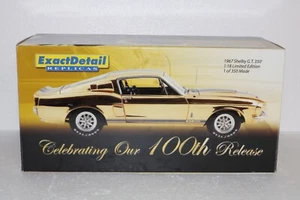 ExactDetail
REPLICAS
1967 Shelby G.T. 350
1:18 Limited Edition
1 of 350 Made
Celebrating Our 100th Release